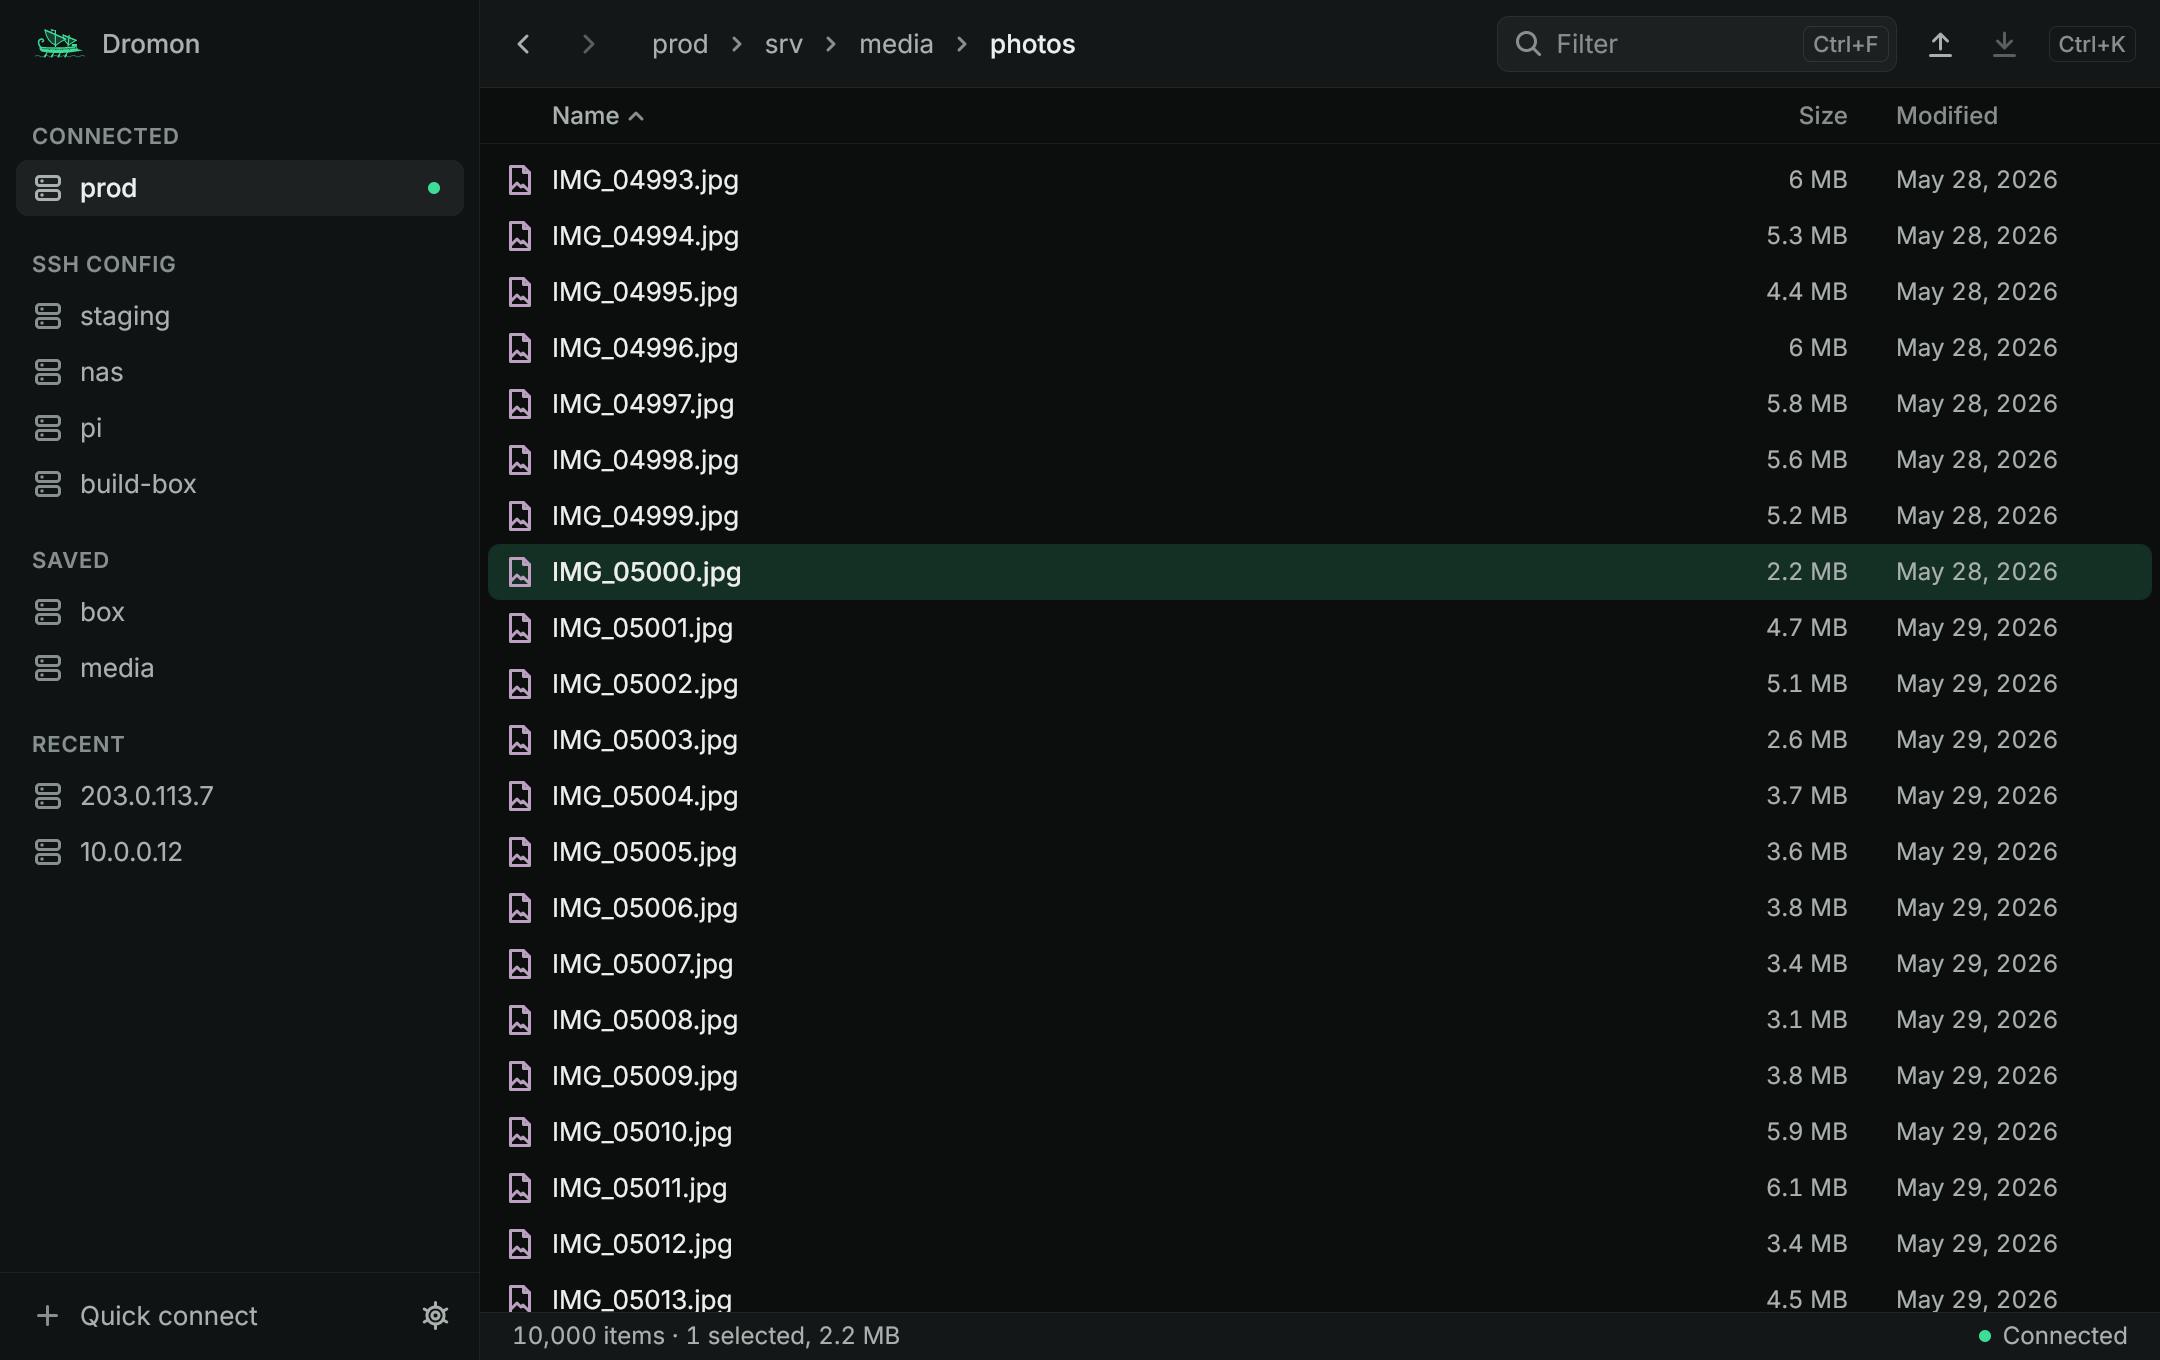 Dromon
CONNECTED
prod
SSH CONFIG
staging
nas
pi
build-box
SAVED
box
media
RECENT
203.0.113.7
10.0.0.12
Quick connect
prod > srv > media > photos
Filter Ctrl+F
Ctrl+K
Name Size Modified
IMG_04993.jpg 6 MB May 28, 2026
IMG_04994.jpg 5.3 MB May 28, 2026
IMG_04995.jpg 4.4 MB May 28, 2026
IMG_04996.jpg 6 MB May 28, 2026
IMG_04997.jpg 5.8 MB May 28, 2026
IMG_04998.jpg 5.6 MB May 28, 2026
IMG_04999.jpg 5.2 MB May 28, 2026
IMG_05000.jpg 2.2 MB May 28, 2026
IMG_05001.jpg 4.7 MB May 29, 2026
IMG_05002.jpg 5.1 MB May 29, 2026
IMG_05003.jpg 2.6 MB May 29, 2026
IMG_05004.jpg 3.7 MB May 29, 2026
IMG_05005.jpg 3.6 MB May 29, 2026
IMG_05006.jpg 3.8 MB May 29, 2026
IMG_05007.jpg 3.4 MB May 29, 2026
IMG_05008.jpg 3.1 MB May 29, 2026
IMG_05009.jpg 3.8 MB May 29, 2026
IMG_05010.jpg 5.9 MB May 29, 2026
IMG_05011.jpg 6.1 MB May 29, 2026
IMG_05012.jpg 3.4 MB May 29, 2026
IMG_05013.jpg 4.5 MB May 29, 2026
10,000 items · 1 selected, 2.2 MB
Connected